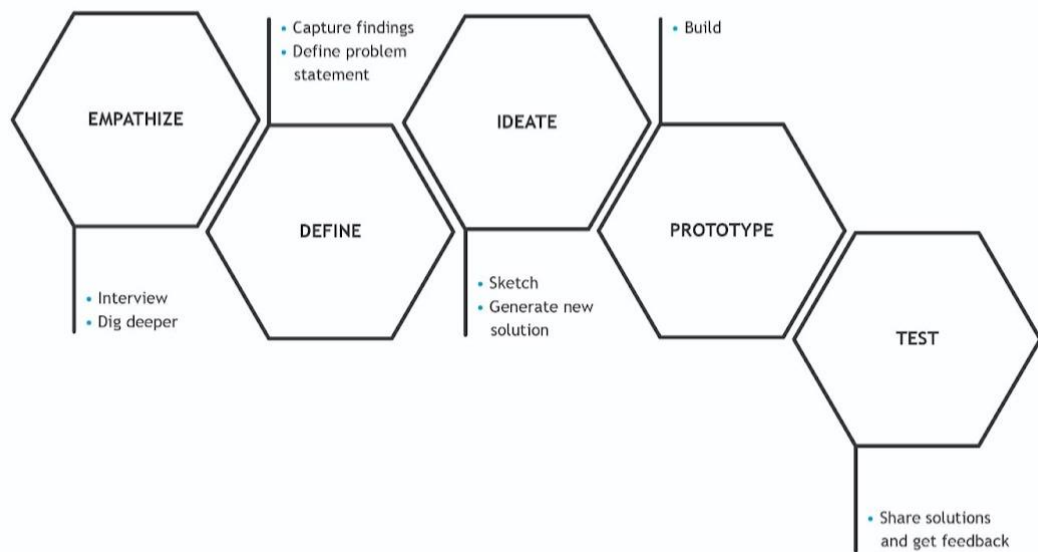 EMPATHIZE
• Interview
• Dig deeper
• Capture findings
• Define problem
statement
DEFINE
IDEATE
• Sketch
• Generate new
solution
• Build
PROTOTYPE
TEST
• Share solutions
and get feedback